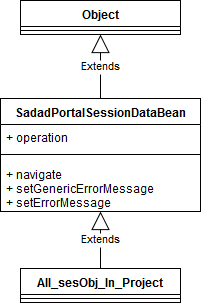 Object
Extends
SadadPortalSessionDataBean
+ operation
+ navigate
+ setGenericErrorMessage
+ setErrorMessage
Extends
All_sesObj_In_Project